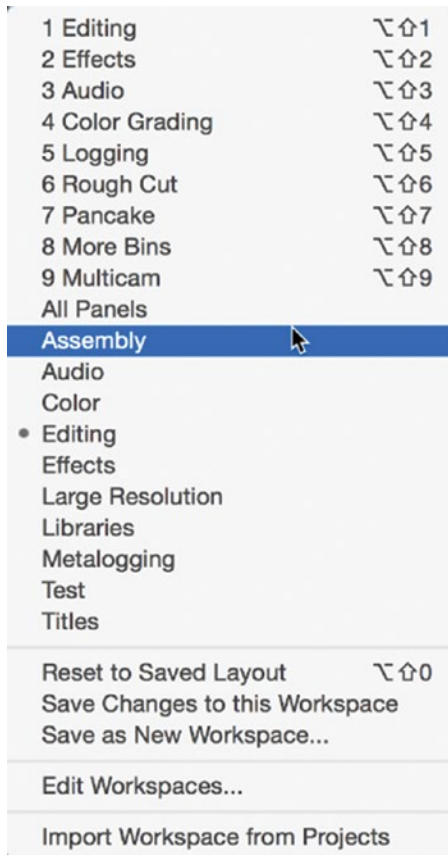 1 Editing ⌥⇧1
2 Effects ⌥⇧2
3 Audio ⌥⇧3
4 Color Grading ⌥⇧4
5 Logging ⌥⇧5
6 Rough Cut ⌥⇧6
7 Pancake ⌥⇧7
8 More Bins ⌥⇧8
9 Multicam ⌥⇧9
All Panels
Assembly
Audio
Color
• Editing
Effects
Large Resolution
Libraries
Metalogging
Test
Titles
Reset to Saved Layout ⌥⇧0
Save Changes to this Workspace
Save as New Workspace...
Edit Workspaces...
Import Workspace from Projects